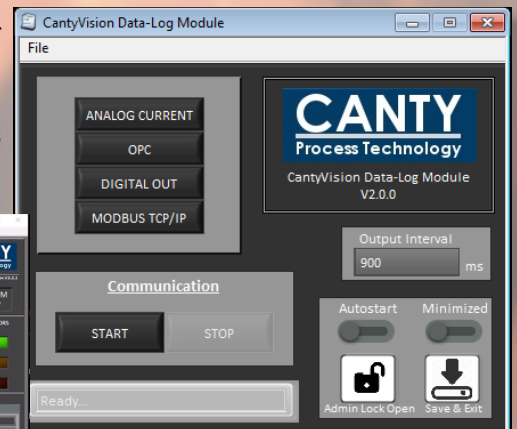 CantyVision Data-Log Module
File
ANALOG CURRENT
OPC
DIGITAL OUT
MODBUS TCP/IP
CANTY
Process Technology
CantyVision Data-Log Module
V2.0.0
Output Interval
900 ms
Communication
START STOP
Autostart Minimized
Ready...
Admin Lock Open Save & Exit